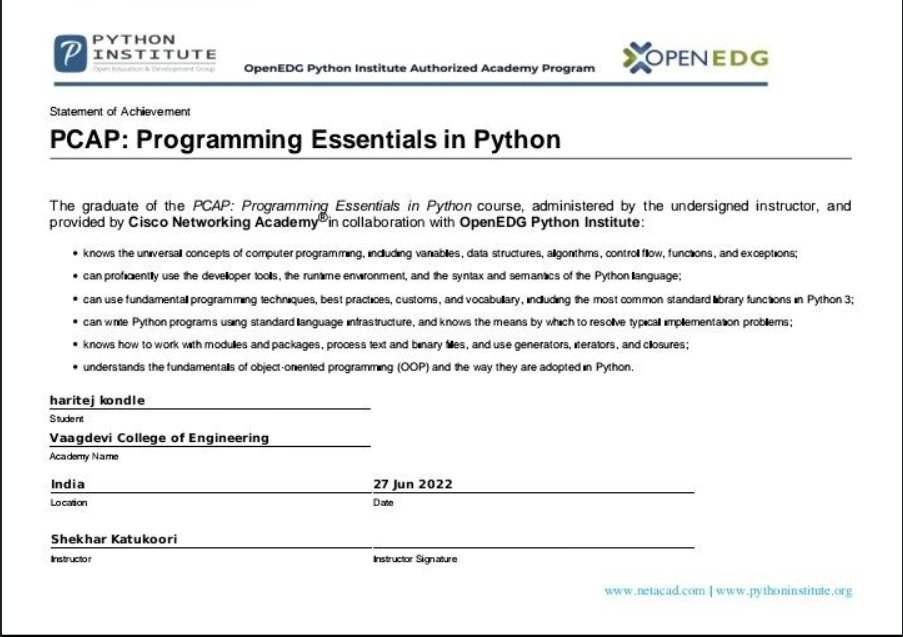 PYTHON
INSTITUTE
Open Education & Development Group
OpenEDG Python Institute Authorized Academy Program
OPENEDG
Statement of Achievement
PCAP: Programming Essentials in Python
The graduate of the PCAP: Programming Essentials in Python course, administered by the undersigned instructor, and
provided by Cisco Networking Academy® in collaboration with OpenEDG Python Institute:
• knows the universal concepts of computer programming, including variables, data structures, algorithms, control flow, functions, and exceptions;
• can proficiently use the developer tools, the runtime environment, and the syntax and semantics of the Python language;
• can use fundamental programming techniques, best practices, customs, and vocabulary, including the most common standard library functions in Python 3;
• can write Python programs using standard language infrastructure, and knows the means by which to resolve typical implementation problems;
• knows how to work with modules and packages, process text and binary files, and use generators, iterators, and closures;
• understands the fundamentals of object-oriented programming (OOP) and the way they are adopted in Python.
haritej kondle
Student
Vaagdevi College of Engineering
Academy Name
India
Location
27 Jun 2022
Date
Shekhar Katukoori
Instructor
Instructor Signature
www.netacad.com | www.pythoninstitute.org